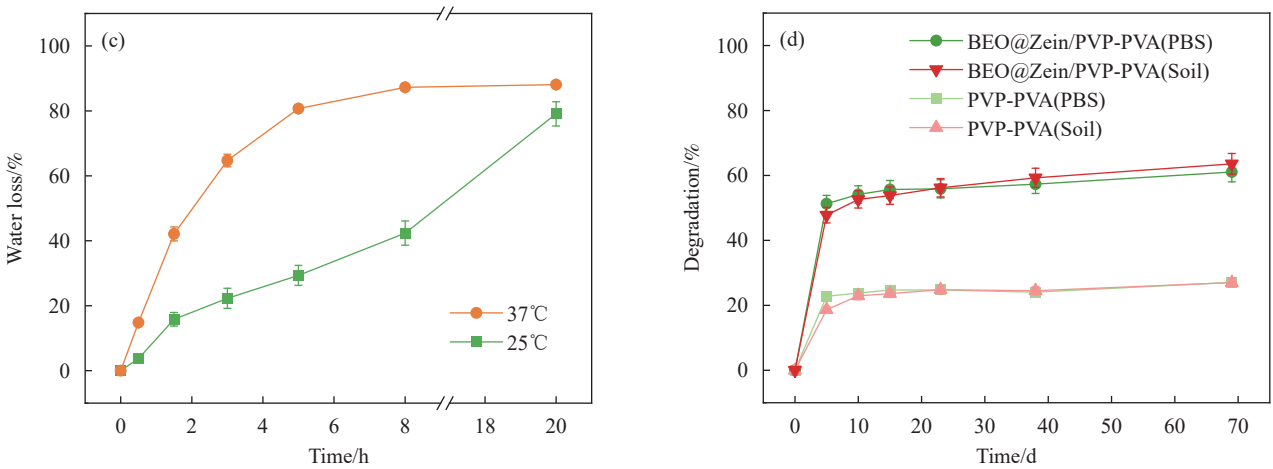 (c)
Water loss/%
100
80
60
40
20
0
37℃
25℃
0 2 4 6 8 18 20
Time/h
(d)
Degradation/%
100
80
60
40
20
0
BEO@Zein/PVP-PVA(PBS)
BEO@Zein/PVP-PVA(Soil)
PVP-PVA(PBS)
PVP-PVA(Soil)
0 10 20 30 40 50 60 70
Time/d